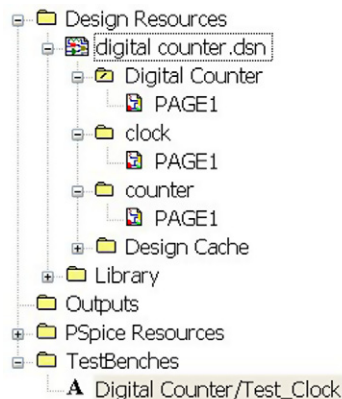 Design Resources
digital counter.dsn
Digital Counter
PAGE1
clock
PAGE1
counter
PAGE1
Design Cache
Library
Outputs
PSpice Resources
TestBenches
A Digital Counter/Test_Clock